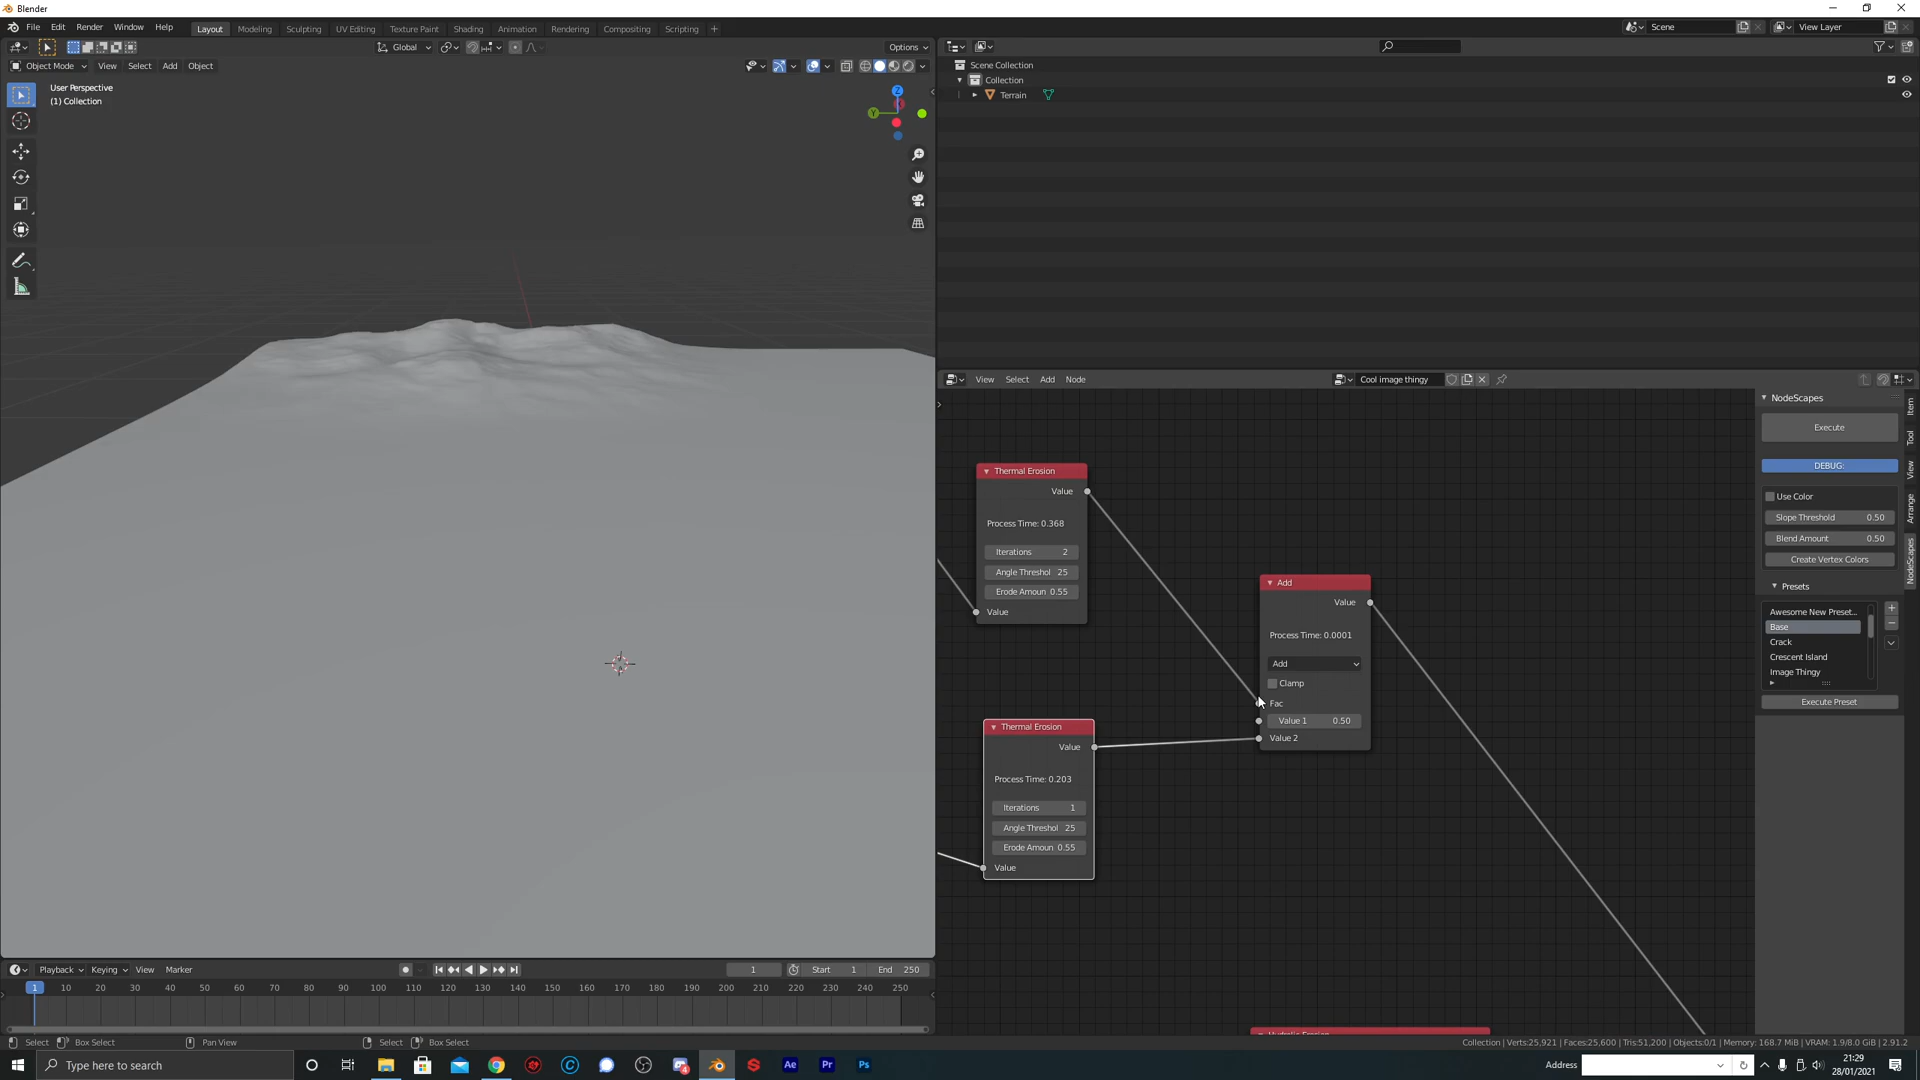 Blender
File Edit Render Window Help
Layout Modeling Sculpting UV Editing Texture Paint Shading Animation Rendering Compositing Scripting +
Scene
View Layer
Global
Options
Object Mode View Select Add Object
User Perspective
(1) Collection
Z
Y
Scene Collection
Collection
Terrain
View Select Add Node
Cool image thingy
NodeScapes
Execute
DEBUG:
Use Color
Slope Threshold 0.50
Blend Amount 0.50
Create Vertex Colors
Presets
Awesome New Preset...
Base
Crack
Crescent Island
Image Thingy
Execute Preset
Item
Tool
View
Arrange
NodeScapes
Thermal Erosion
Value
Process Time: 0.368
Iterations 2
Angle Threshol 25
Erode Amoun 0.55
Value
Add
Value
Process Time: 0.0001
Add
Clamp
Fac
Value 1 0.50
Value 2
Thermal Erosion
Value
Process Time: 0.203
Iterations 1
Angle Threshol 25
Erode Amoun 0.55
Value
Playback Keying View Marker
1
Start 1
End 250
1 10 20 30 40 50 60 70 80 90 100 110 120 130 140 150 160 170 180 190 200 210 220 230 240 250
Select Box Select Pan View Select Box Select
Collection | Verts:25,921 | Faces:25,600 | Tris:51,200 | Objects:0/1 | Memory: 168.7 MiB | VRAM: 1.9/8.0 GiB | 2.91.2
Type here to search
Ae
Pr
Ps
Address
21:29
28/01/2021